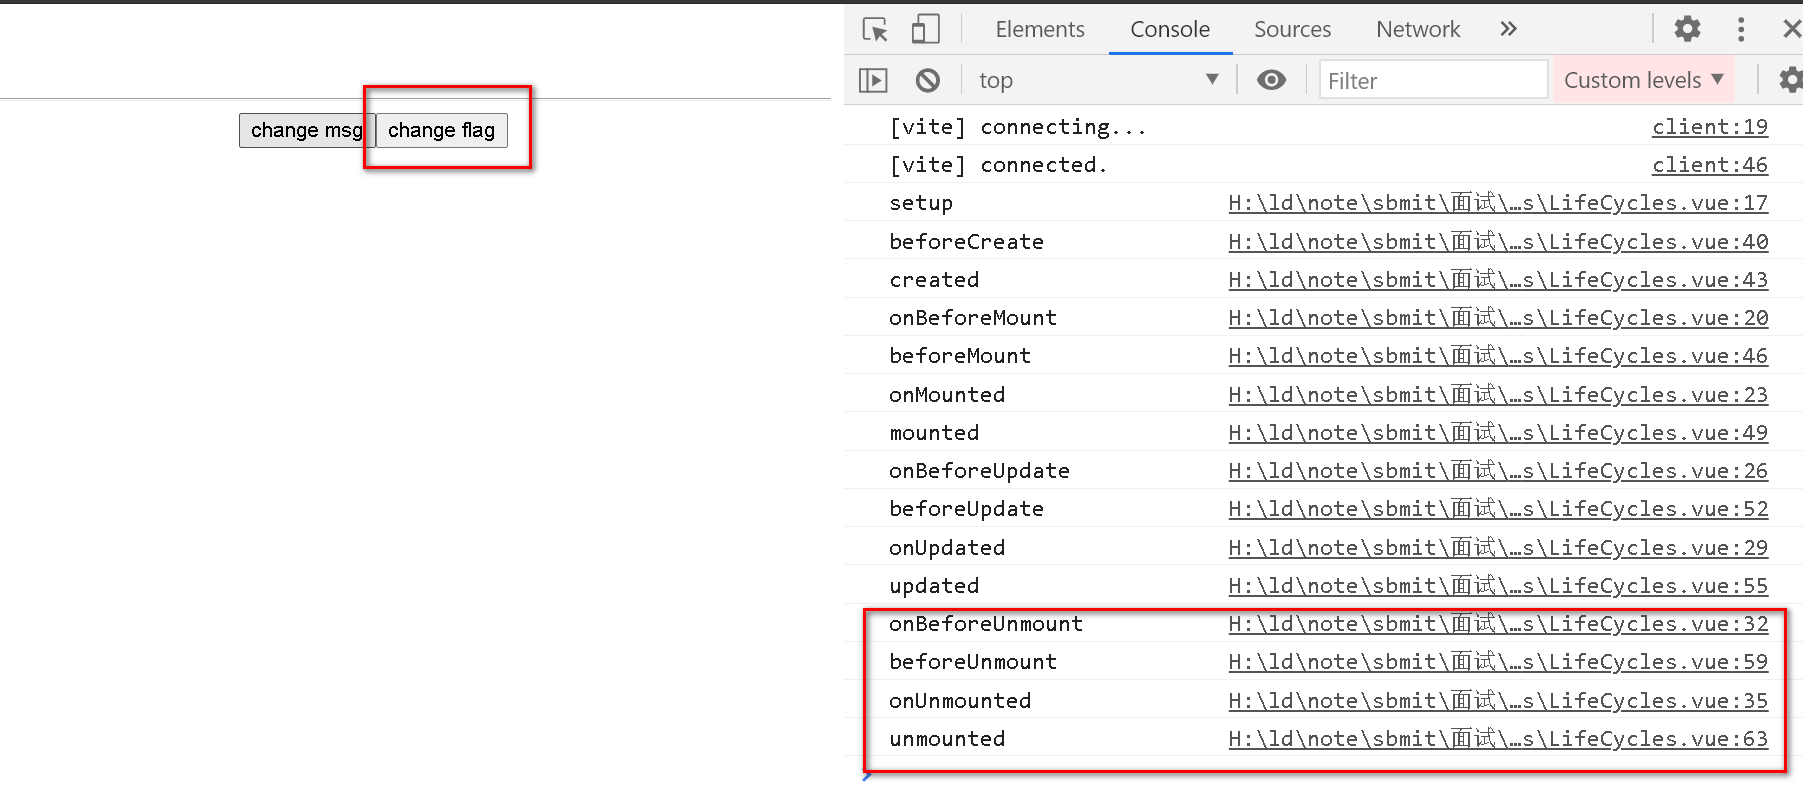 change msg change flag
Elements Console Sources Network »
top Filter Custom levels
[vite] connecting... client:19
[vite] connected. client:46
setup H:\ld\note\sbmit\面试\…s\LifeCycles.vue:17
beforeCreate H:\ld\note\sbmit\面试\…s\LifeCycles.vue:40
created H:\ld\note\sbmit\面试\…s\LifeCycles.vue:43
onBeforeMount H:\ld\note\sbmit\面试\…s\LifeCycles.vue:20
beforeMount H:\ld\note\sbmit\面试\…s\LifeCycles.vue:46
onMounted H:\ld\note\sbmit\面试\…s\LifeCycles.vue:23
mounted H:\ld\note\sbmit\面试\…s\LifeCycles.vue:49
onBeforeUpdate H:\ld\note\sbmit\面试\…s\LifeCycles.vue:26
beforeUpdate H:\ld\note\sbmit\面试\…s\LifeCycles.vue:52
onUpdated H:\ld\note\sbmit\面试\…s\LifeCycles.vue:29
updated H:\ld\note\sbmit\面试\…s\LifeCycles.vue:55
onBeforeUnmount H:\ld\note\sbmit\面试\…s\LifeCycles.vue:32
beforeUnmount H:\ld\note\sbmit\面试\…s\LifeCycles.vue:59
onUnmounted H:\ld\note\sbmit\面试\…s\LifeCycles.vue:35
unmounted H:\ld\note\sbmit\面试\…s\LifeCycles.vue:63